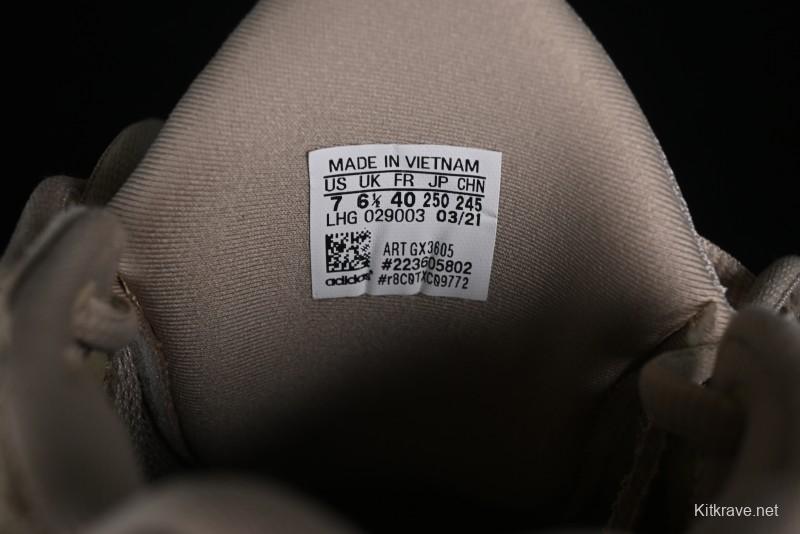 MADE IN VIETNAM
US UK FR JP CHN
7 6½ 40 250 245
LHG 029003 03/21
ART GX3605
#223605802
#r8C0TXC09772
adidas
Kitkrave.net